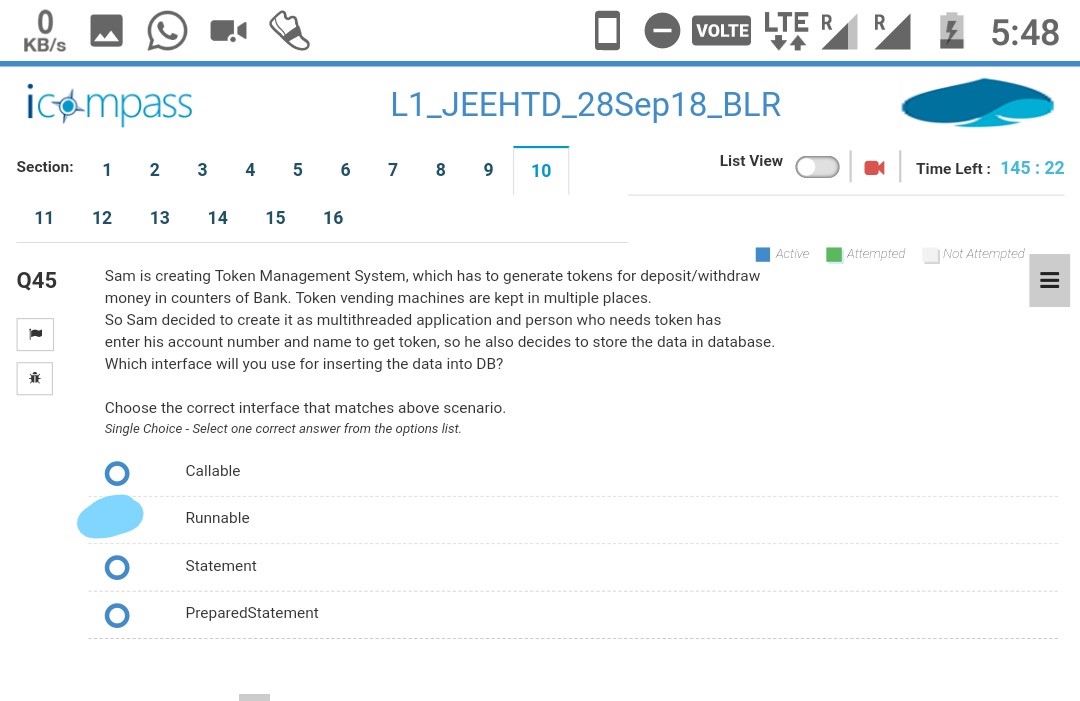 0
KB/s
VOLTE
LTE
R
R
5:48
icompass
L1_JEEHTD_28Sep18_BLR
Section: 1 2 3 4 5 6 7 8 9 10
List View
Time Left : 145 : 22
11 12 13 14 15 16
Active Attempted Not Attempted
Q45
Sam is creating Token Management System, which has to generate tokens for deposit/withdraw
money in counters of Bank. Token vending machines are kept in multiple places.
So Sam decided to create it as multithreaded application and person who needs token has
enter his account number and name to get token, so he also decides to store the data in database.
Which interface will you use for inserting the data into DB?
Choose the correct interface that matches above scenario.
Single Choice - Select one correct answer from the options list.
Callable
Runnable
Statement
PreparedStatement